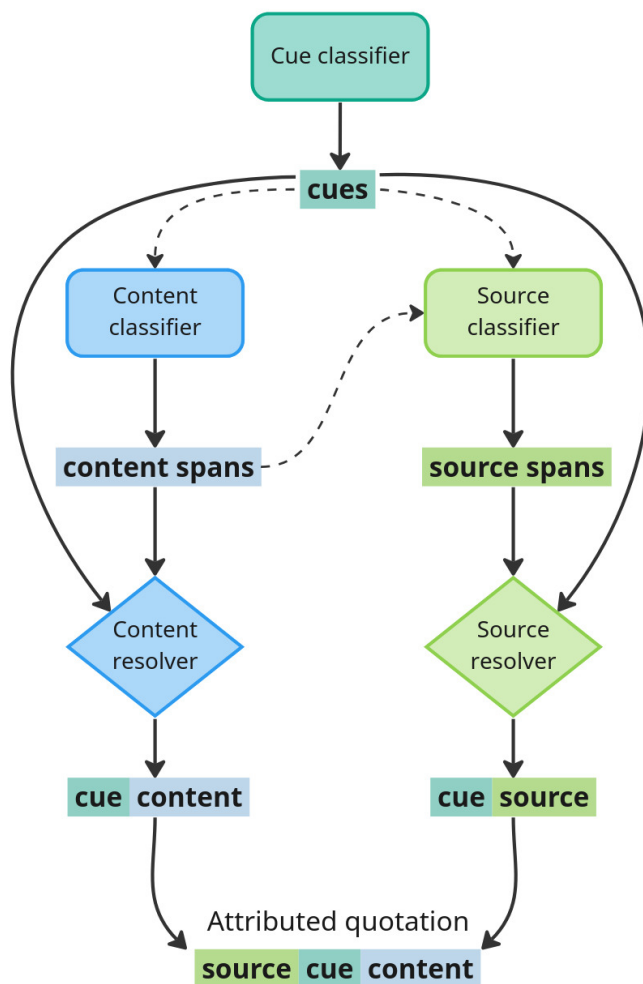 Cue classifier
cues
Content
classifier
Source
classifier
content spans
source spans
Content
resolver
Source
resolver
cue content
cue source
Attributed quotation
source cue content